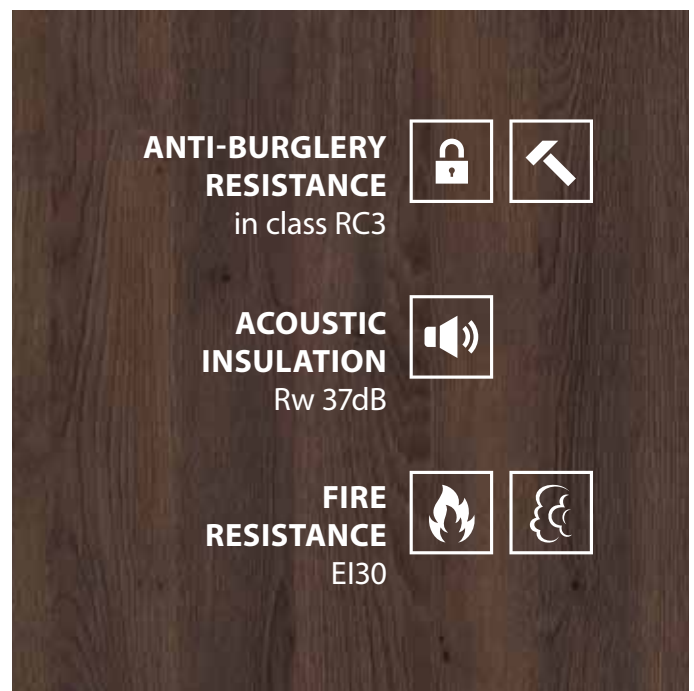 ANTI-BURGLERY
RESISTANCE
in class RC3
ACOUSTIC
INSULATION
Rw 37dB
FIRE
RESISTANCE
EI30